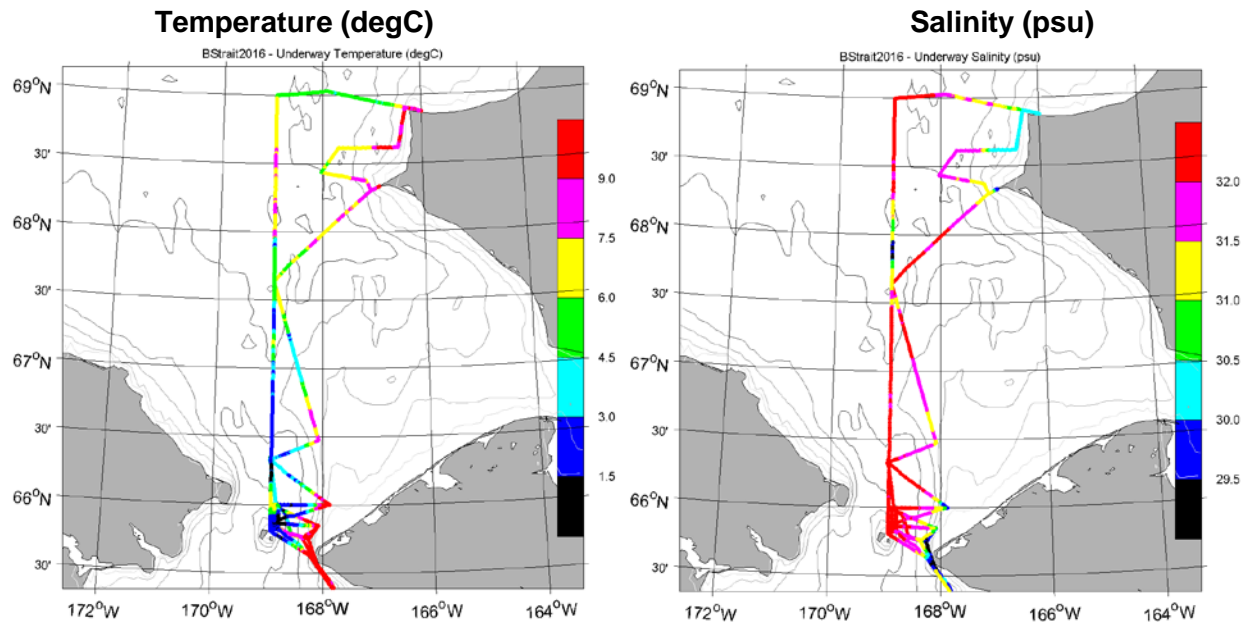 Temperature (degC)
BStrait2016 - Underway Temperature (degC)
69°N
30'
68°N
30'
67°N
30'
66°N
30'
172°W
170°W
168°W
166°W
164°W
9.0
7.5
6.0
4.5
3.0
1.5
Salinity (psu)
BStrait2016 - Underway Salinity (psu)
69°N
30'
68°N
30'
67°N
30'
66°N
30'
172°W
170°W
168°W
166°W
164°W
32.0
31.5
31.0
30.5
30.0
29.5